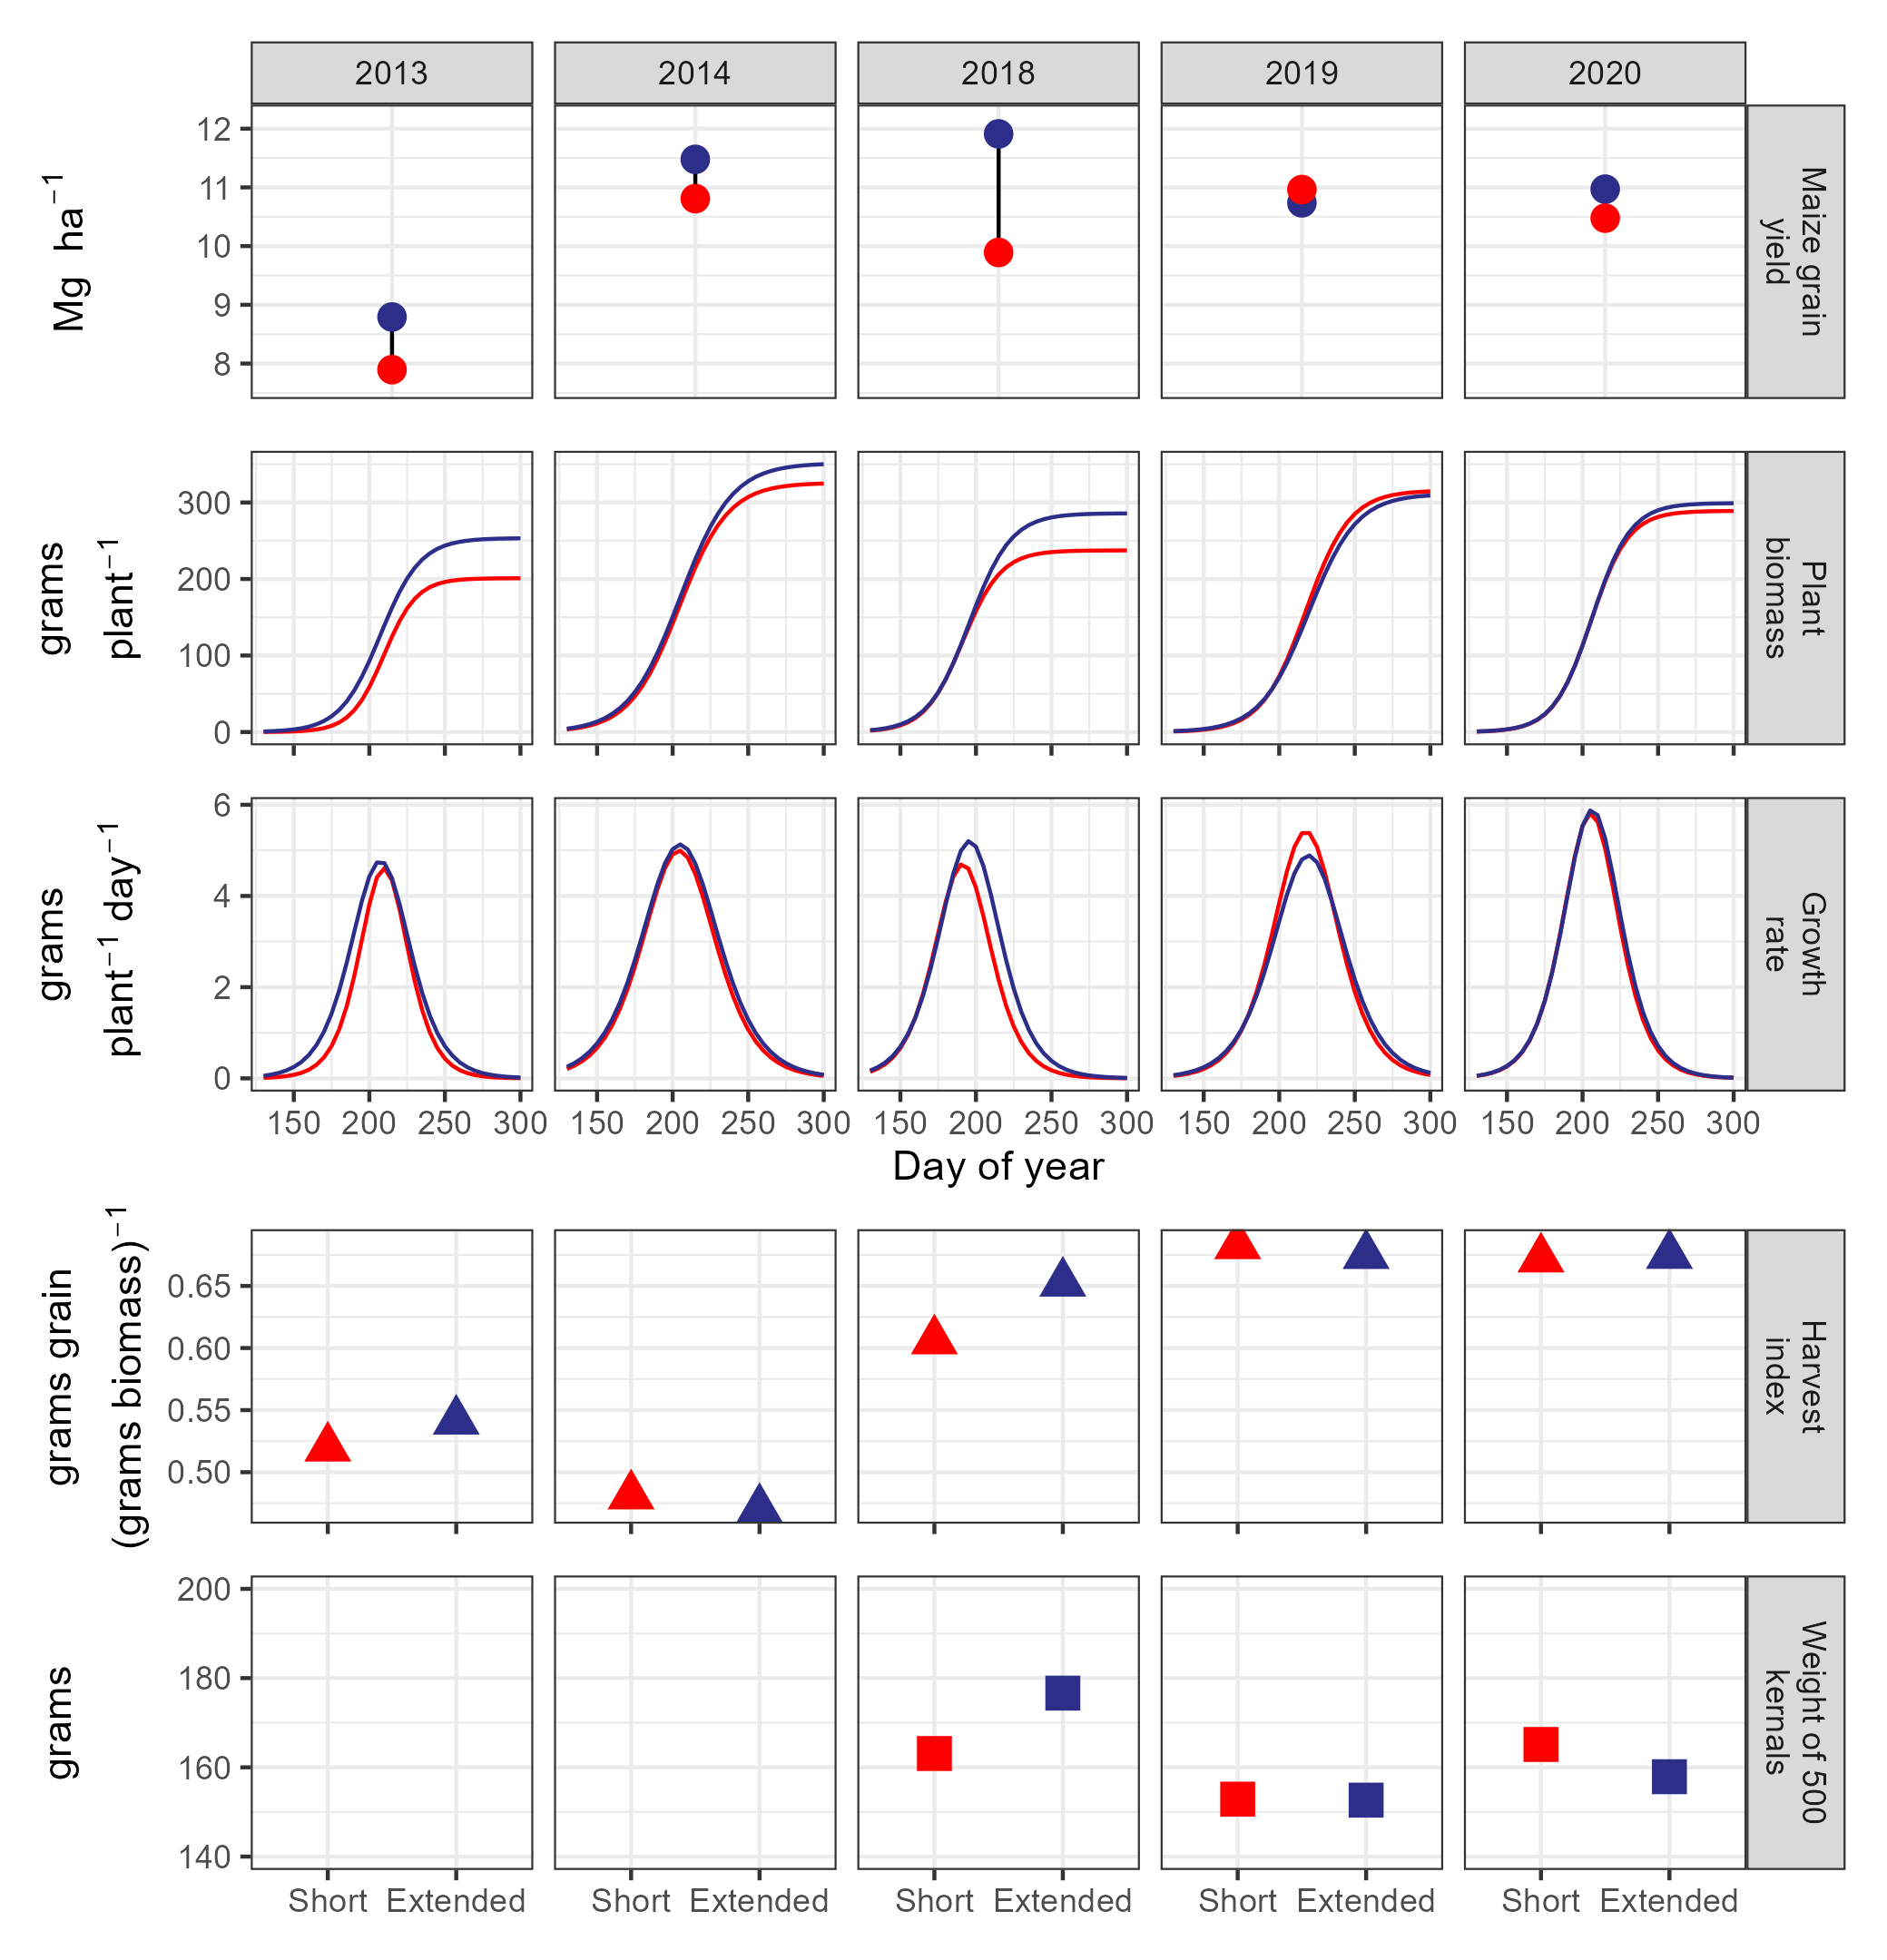 2013 2014 2018 2019 2020
Mg ha⁻¹
12
11
10
9
8
Maize grain
yield
grams
plant⁻¹
300
200
100
0
Plant
biomass
grams
plant⁻¹ day⁻¹
6
4
2
0
Growth
rate
150 200 250 300 150 200 250 300 150 200 250 300 150 200 250 300 150 200 250 300
Day of year
grams grain
(grams biomass)⁻¹
0.65
0.60
0.55
0.50
Harvest
index
grams
200
180
160
140
Weight of 500
kernals
Short Extended Short Extended Short Extended Short Extended Short Extended